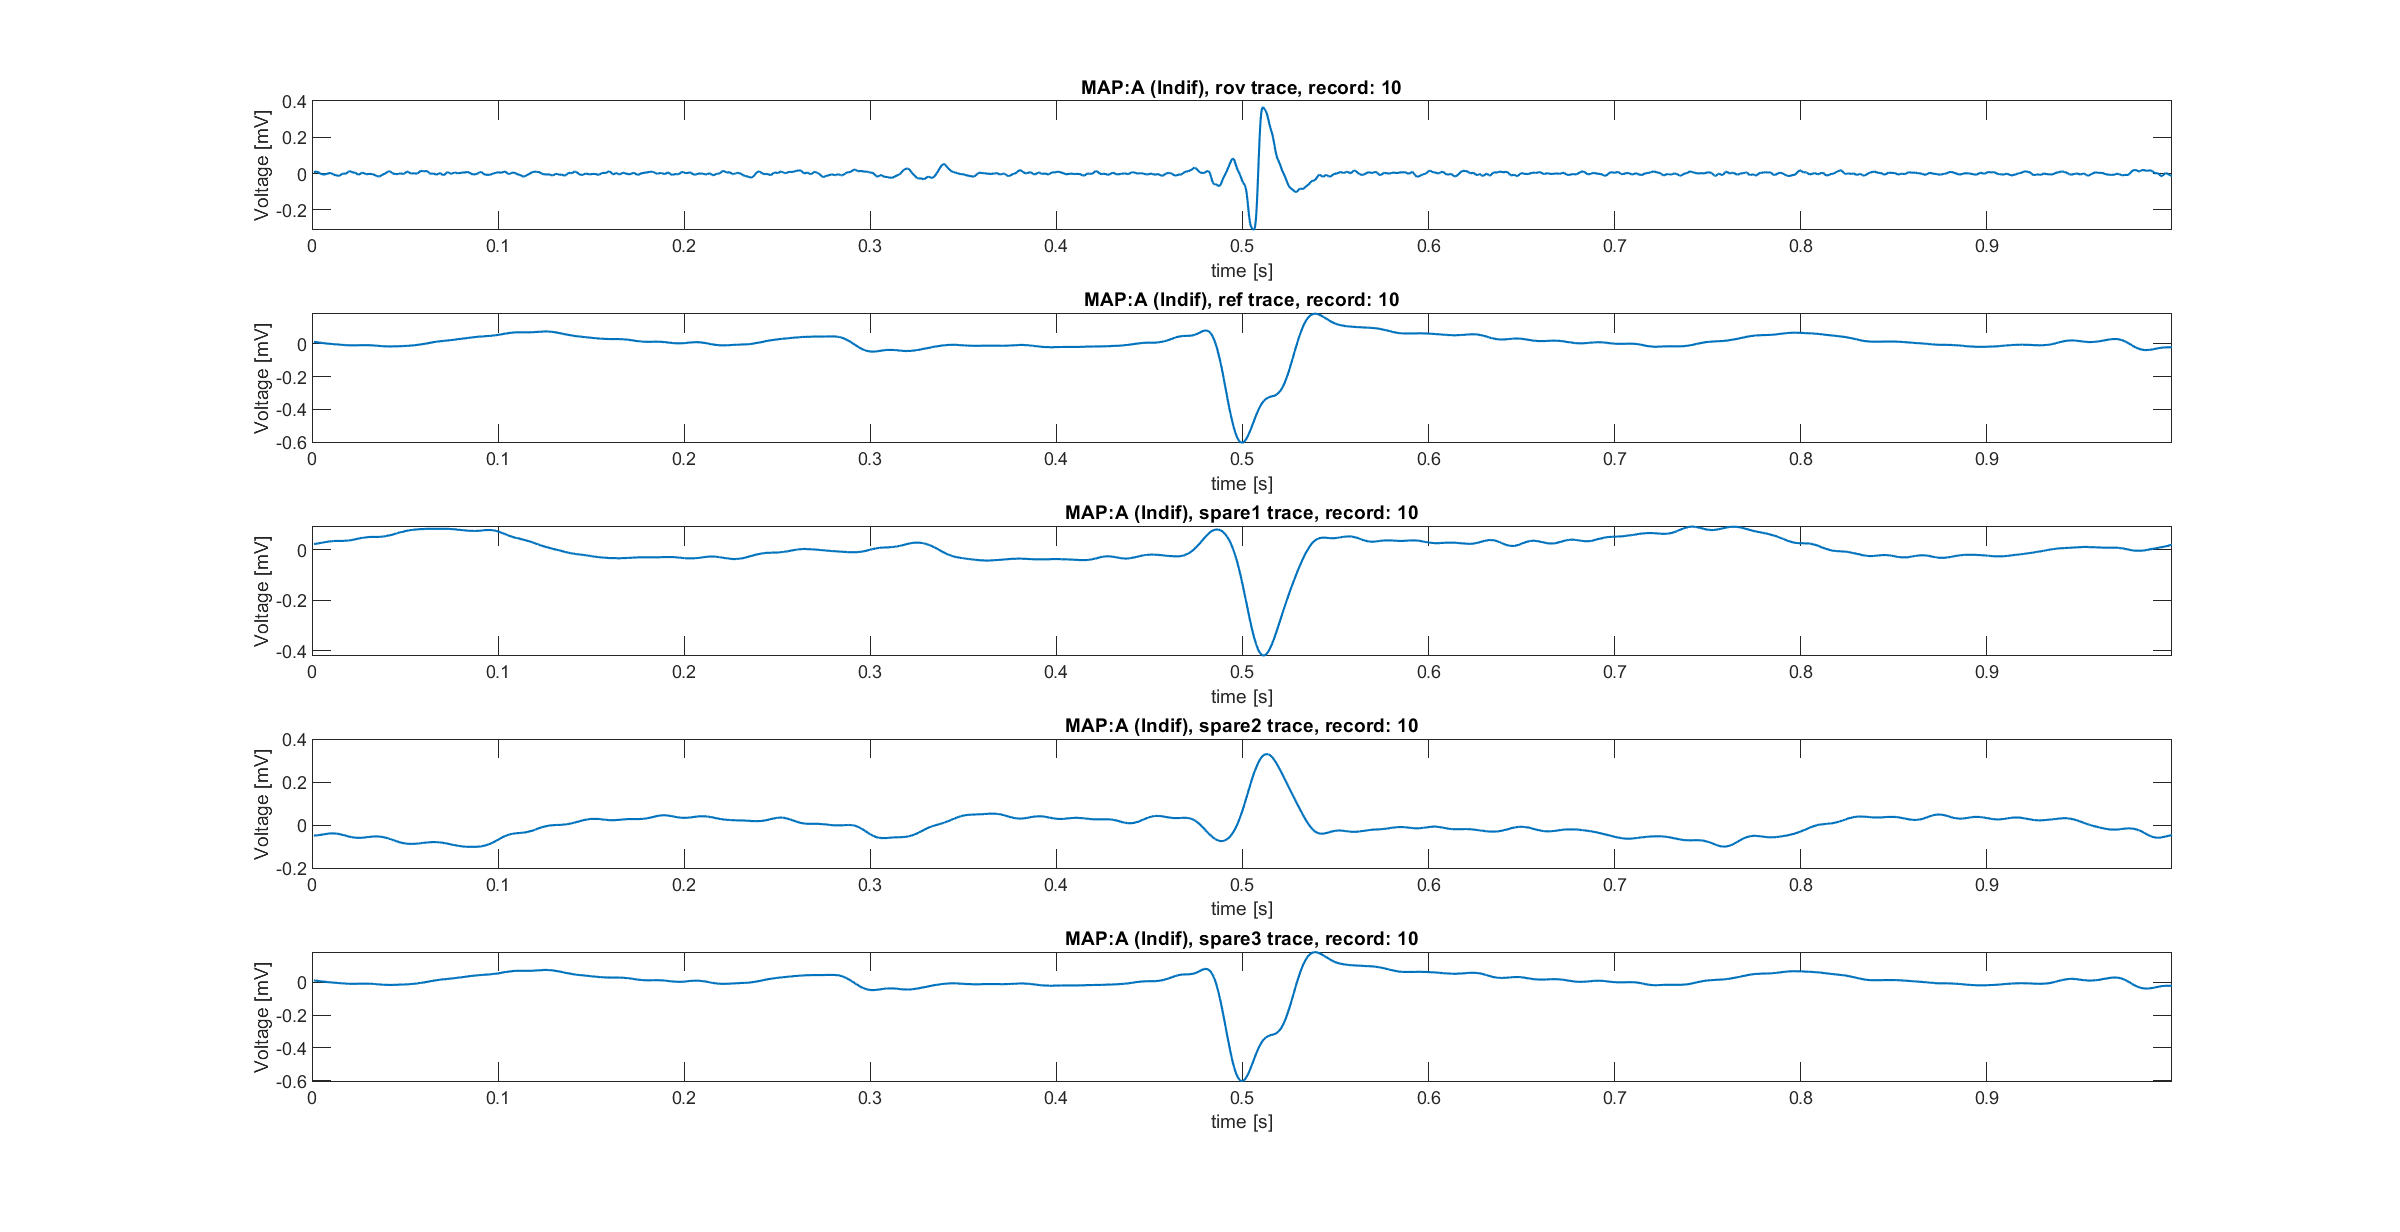 MAP:A (Indif), rov trace, record: 10
Voltage [mV]
0.4
0.2
0
-0.2
0 0.1 0.2 0.3 0.4 0.5 0.6 0.7 0.8 0.9
time [s]
MAP:A (Indif), ref trace, record: 10
Voltage [mV]
0
-0.2
-0.4
-0.6
0 0.1 0.2 0.3 0.4 0.5 0.6 0.7 0.8 0.9
time [s]
MAP:A (Indif), spare1 trace, record: 10
Voltage [mV]
0
-0.2
-0.4
0 0.1 0.2 0.3 0.4 0.5 0.6 0.7 0.8 0.9
time [s]
MAP:A (Indif), spare2 trace, record: 10
Voltage [mV]
0.4
0.2
0
-0.2
0 0.1 0.2 0.3 0.4 0.5 0.6 0.7 0.8 0.9
time [s]
MAP:A (Indif), spare3 trace, record: 10
Voltage [mV]
0
-0.2
-0.4
-0.6
0 0.1 0.2 0.3 0.4 0.5 0.6 0.7 0.8 0.9
time [s]